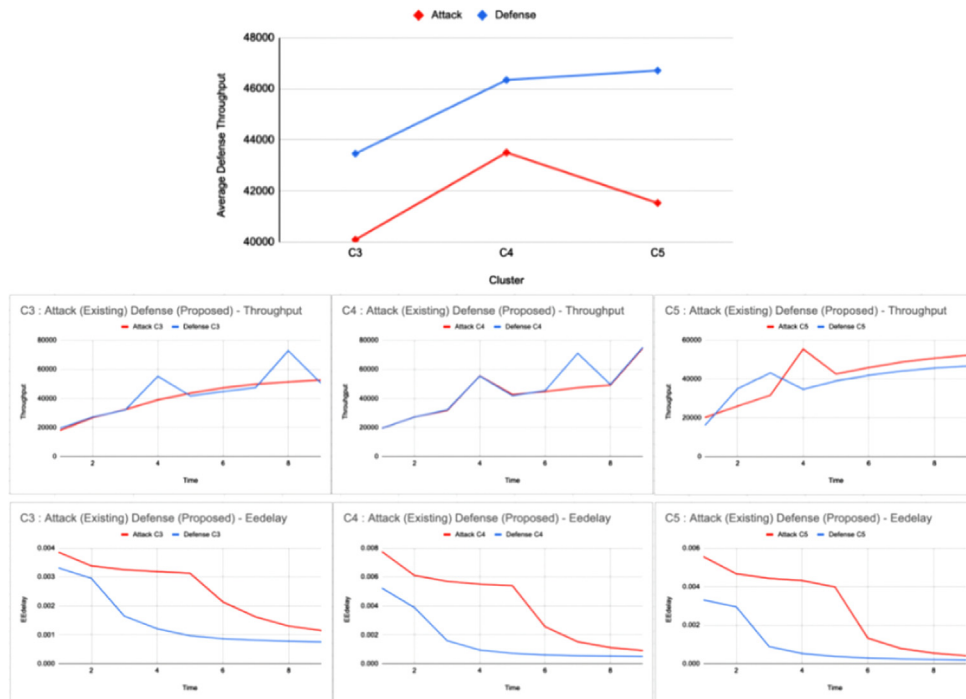 Attack Defense
48000
46000
44000
42000
40000
Average Defense Throughput
C3 C4 C5
Cluster
C3 : Attack (Existing) Defense (Proposed) - Throughput
Attack C3 Defense C3
80000
60000
40000
20000
0
Throughput
2 4 6 8
Time
C4 : Attack (Existing) Defense (Proposed) - Throughput
Attack C4 Defense C4
80000
60000
40000
20000
0
Throughput
2 4 6 8
Time
C5 : Attack (Existing) Defense (Proposed) - Throughput
Attack C5 Defense C5
80000
60000
40000
20000
0
Throughput
2 4 6 8
Time
C3 : Attack (Existing) Defense (Proposed) - Eedelay
Attack C3 Defense C3
0.004
0.003
0.002
0.001
0.000
EEdelay
2 4 6 8
Time
C4 : Attack (Existing) Defense (Proposed) - Eedelay
Attack C4 Defense C4
0.008
0.006
0.004
0.002
0.000
EEdelay
2 4 6 8
Time
C5 : Attack (Existing) Defense (Proposed) - Eedelay
Attack C5 Defense C5
0.006
0.004
0.002
0.000
EEdelay
2 4 6 8
Time